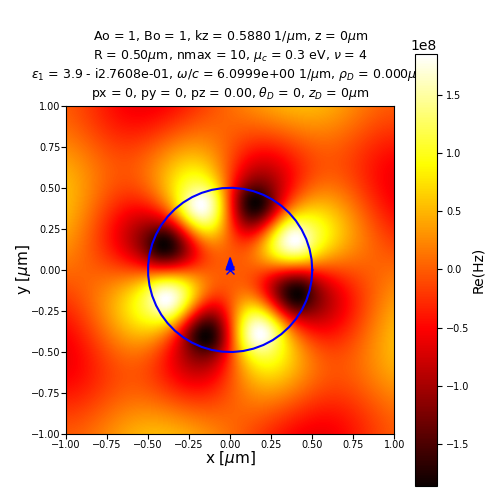 Ao = 1, Bo = 1, kz = 0.5880 1/μm, z = 0μm
R = 0.50μm, nmax = 10, μ_c = 0.3 eV, ν = 4
ε₁ = 3.9 - i2.7608e-01, ω/c = 6.0999e+00 1/μm, ρ_D = 0.000μ
px = 0, py = 0, pz = 0.00, θ_D = 0, z_D = 0μm
1e8
1.00
0.75
0.50
0.25
0.00
−0.25
−0.50
−0.75
−1.00
y [μm]
−1.00 −0.75 −0.50 −0.25 0.00 0.25 0.50 0.75 1.00
x [μm]
1.5
1.0
0.5
0.0
−0.5
−1.0
−1.5
Re(Hz)